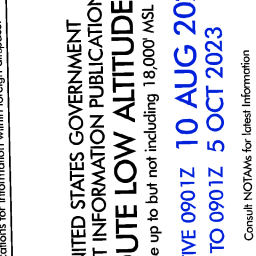 ations for information within foreign airspace.
NITED STATES GOVERNMENT
T INFORMATION PUBLICATION
UTE LOW ALTITUDE
e up to but not including 18,000' MSL
IVE 0901Z 10 AUG 20
TO 0901Z 5 OCT 2023
Consult NOTAMs for latest Information